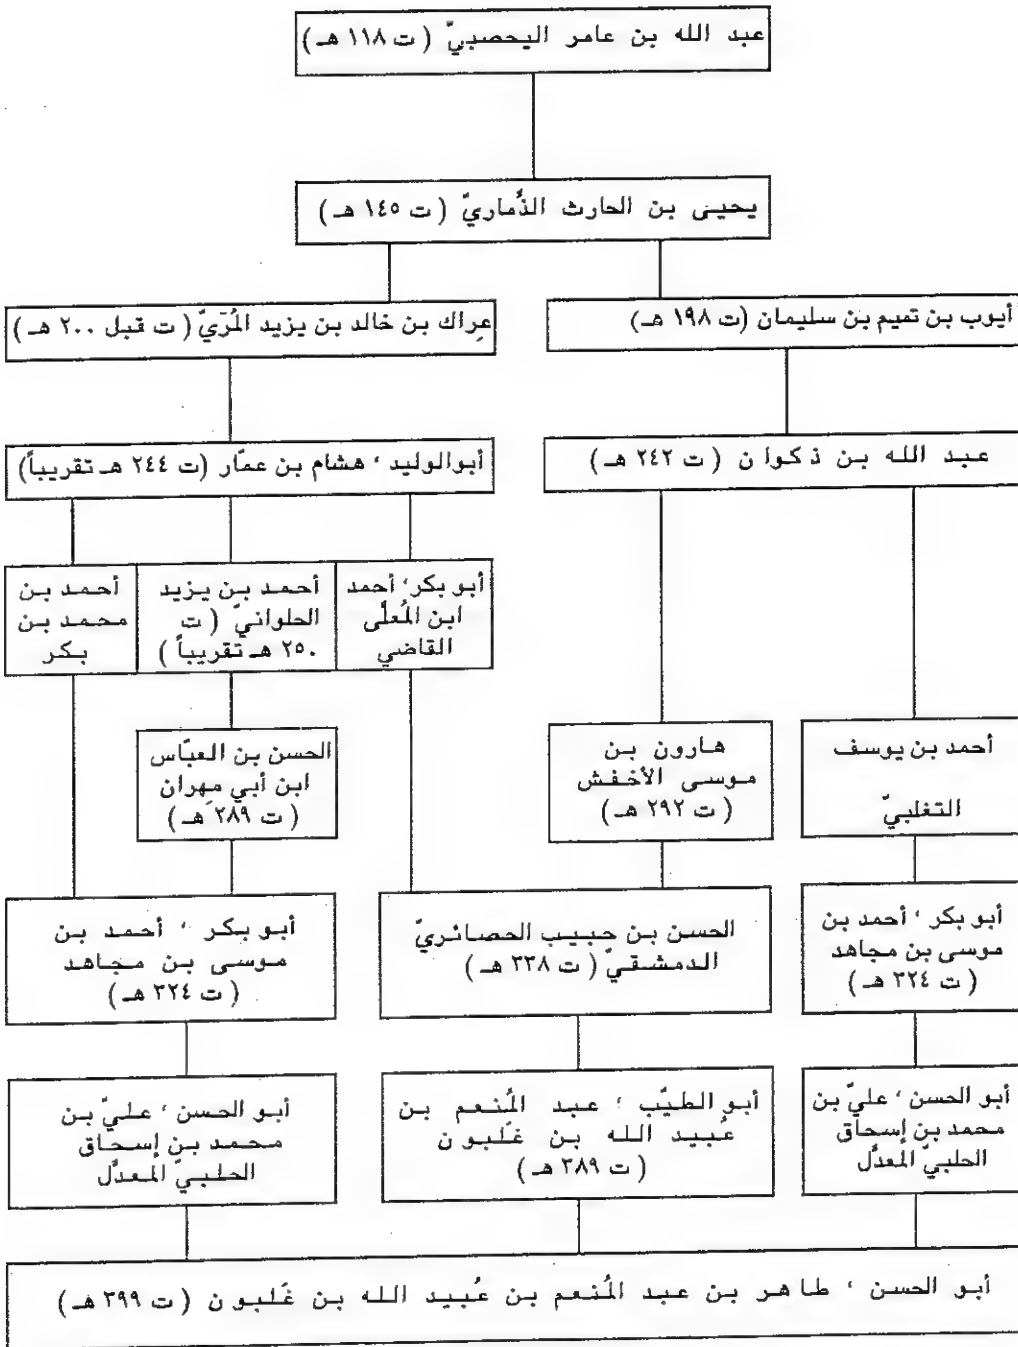 عبد الله بن عامر اليحصبيّ ( ت ١١٨ هـ )
يحيى بن الحارث الذُّماريّ ( ت ١٤٥ هـ )
أيوب بن تميم بن سليمان (ت ١٩٨ هـ)
عِراك بن خالد بن يزيد المُرّيّ ( ت قبل ٢٠٠ هـ )
عبد الله بن ذكوان ( ت ٢٤٢ هـ )
أبوالوليد ، هشام بن عمّار (ت ٢٤٤ هـ تقريباً)
أبو بكر، أحمد
ابن المُعلَّى
القاضي
أحمد بن يزيد
الحلوانيّ ( ت
٢٥٠ هـ تقريباً )
أحمد بن
محمد بن
بكر
أحمد بن يوسف
التغلبيّ
هارون بن
موسى الأخفش
( ت ٢٩٢ هـ )
الحسن بن العبّاس
ابن أبي مهران
( ت ٢٨٩ هـ )
أبو بكر ، أحمد بن
موسى بن مجاهد
( ت ٣٢٤ هـ )
الحسن بن حبيب الحصائريّ
الدمشقيّ ( ت ٣٣٨ هـ )
أبو بكر ، أحمد بن
موسى بن مجاهد
( ت ٣٢٤ هـ )
أبو الحسن ، عليّ بن
محمد بن إسحاق
الحلبيّ المعدَّل
أبو الطيّب ، عبد المُنعم بن
عُبيد الله بن غَلبون
( ت ٣٨٩ هـ )
أبو الحسن ، عليّ بن
محمد بن إسحاق
الحلبيّ المعدَّل
أبو الحسن ، طاهر بن عبد المُنعم بن عُبيد الله بن غَلبون ( ت ٣٩٩ هـ )